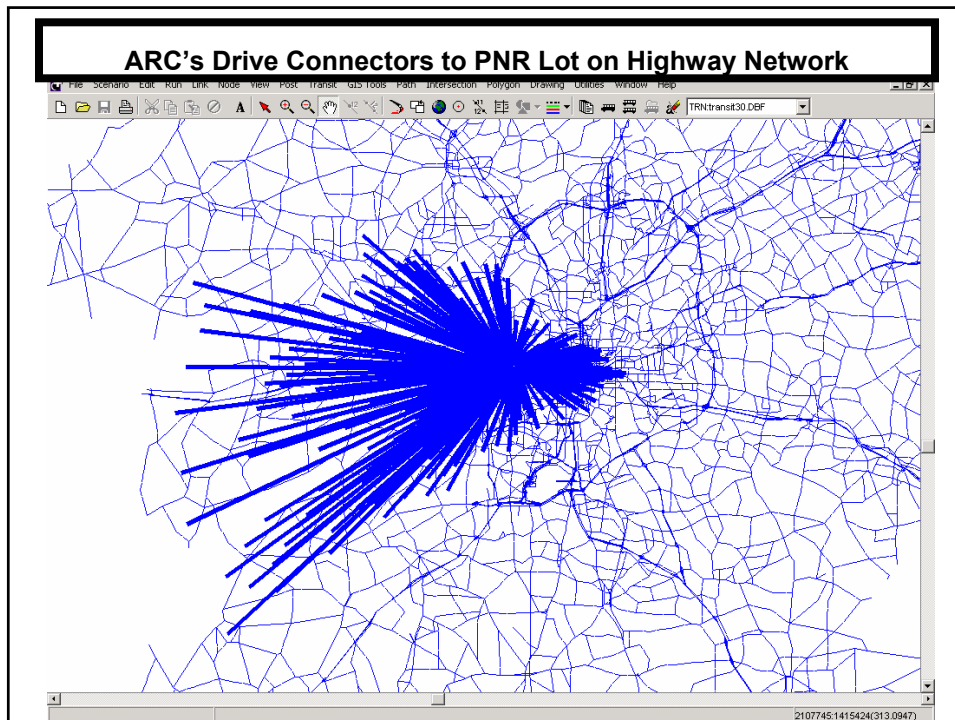 ARC's Drive Connectors to PNR Lot on Highway Network
File Scenario Edit Run Link Node View Post Transit GIS Tools Path Intersection Polygon Drawing Utilities Window Help
A TRN:transit30.DBF
2107745:1415424(313.0947)